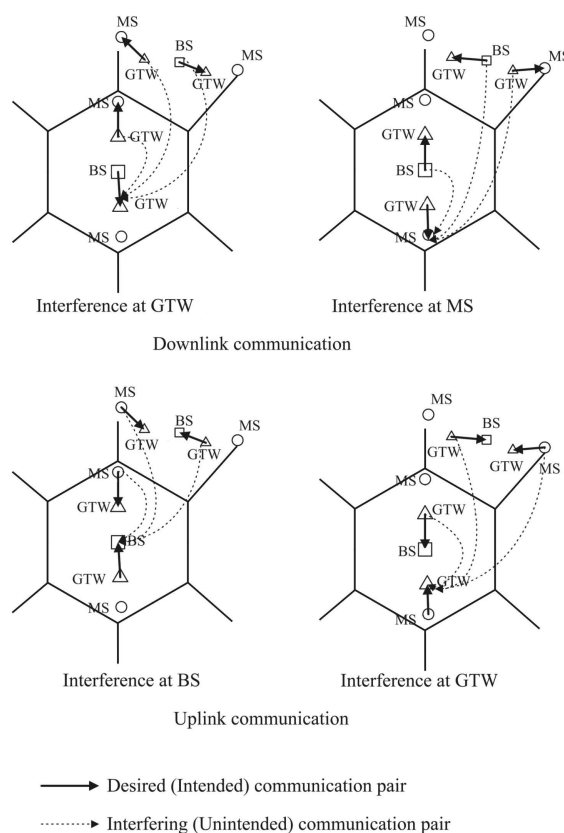 MS
BS
MS
GTW
GTW
MS
GTW
BS
GTW
MS
Interference at GTW
MS
BS
MS
GTW
GTW
MS
GTW
BS
GTW
MS
Interference at MS
Downlink communication
MS
BS
MS
GTW
GTW
MS
GTW
BS
GTW
MS
Interference at BS
MS
BS
GTW
GTW
MS
MS
GTW
BS
GTW
MS
Interference at GTW
Uplink communication
Desired (Intended) communication pair
Interfering (Unintended) communication pair